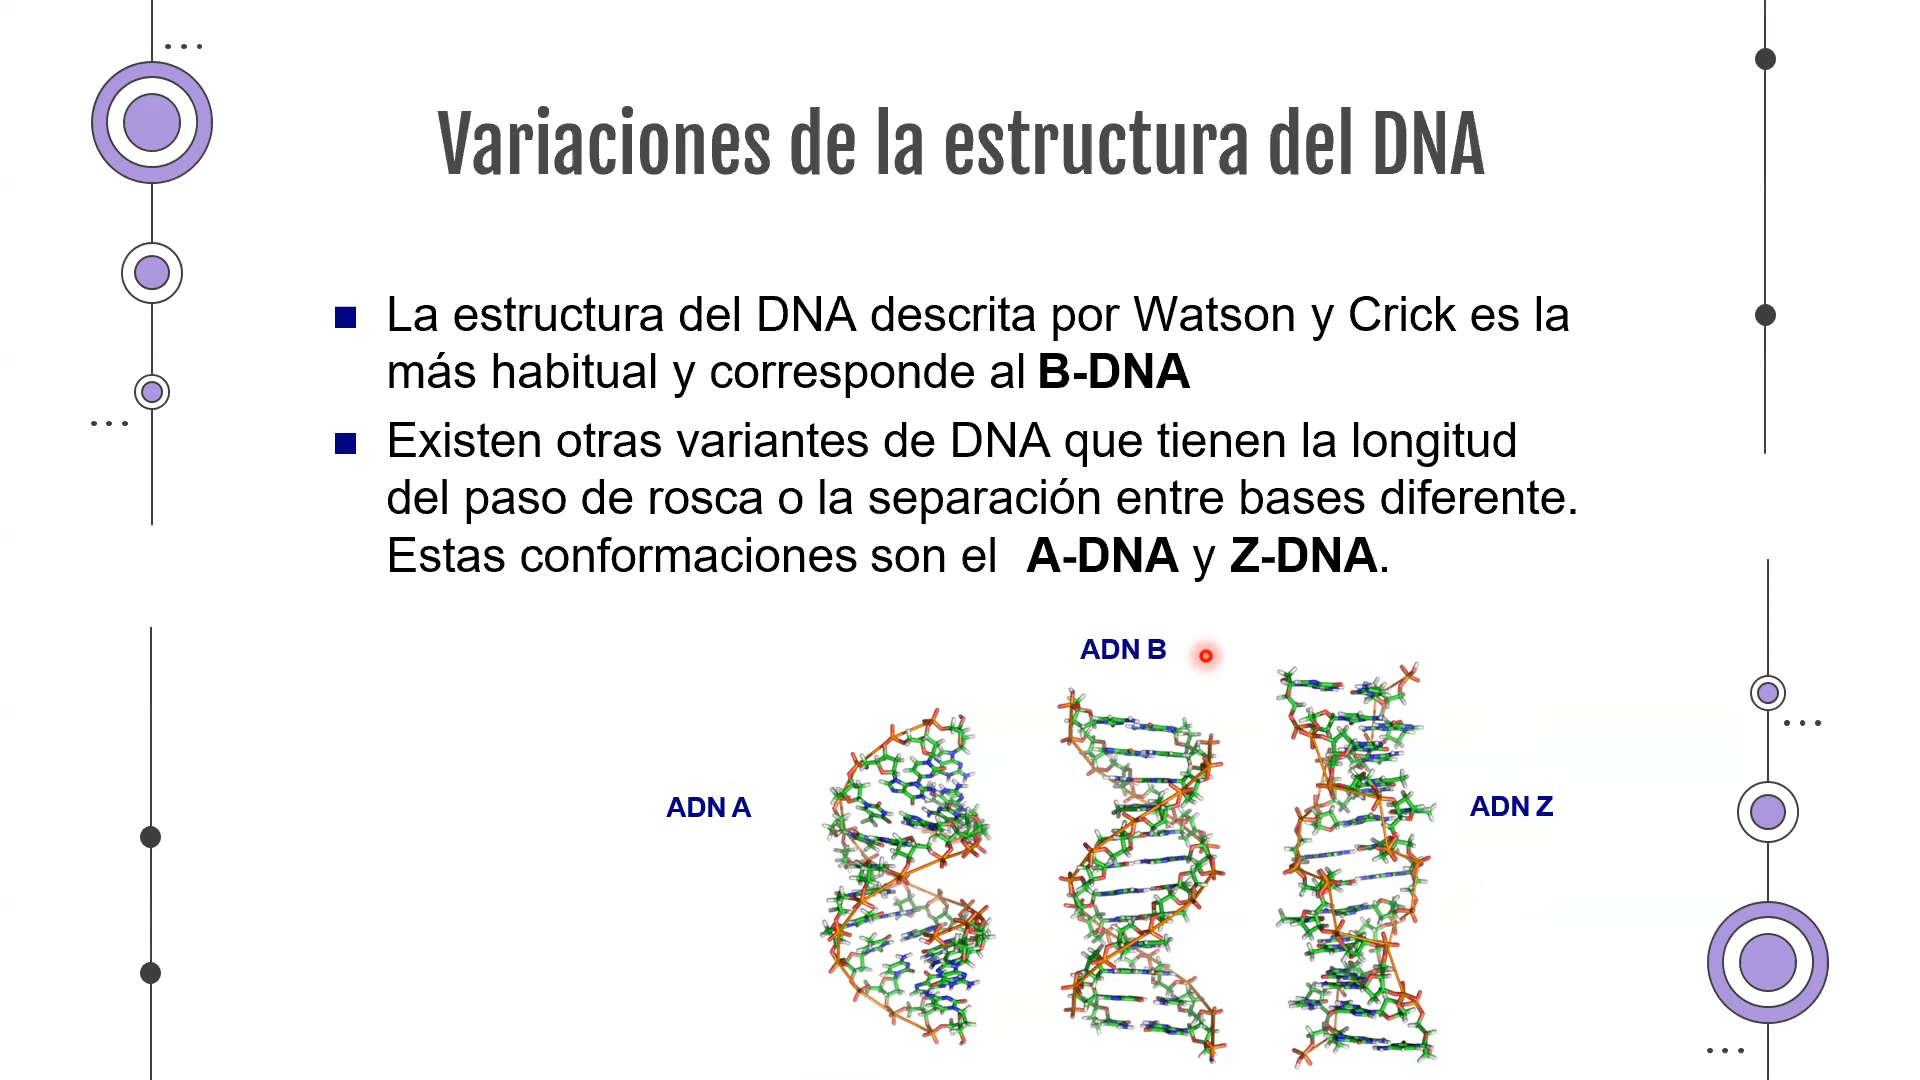 Variaciones de la estructura del DNA
La estructura del DNA descrita por Watson y Crick es la
más habitual y corresponde al B-DNA
Existen otras variantes de DNA que tienen la longitud
del paso de rosca o la separación entre bases diferente.
Estas conformaciones son el A-DNA y Z-DNA.
ADN B
ADN A
ADN Z